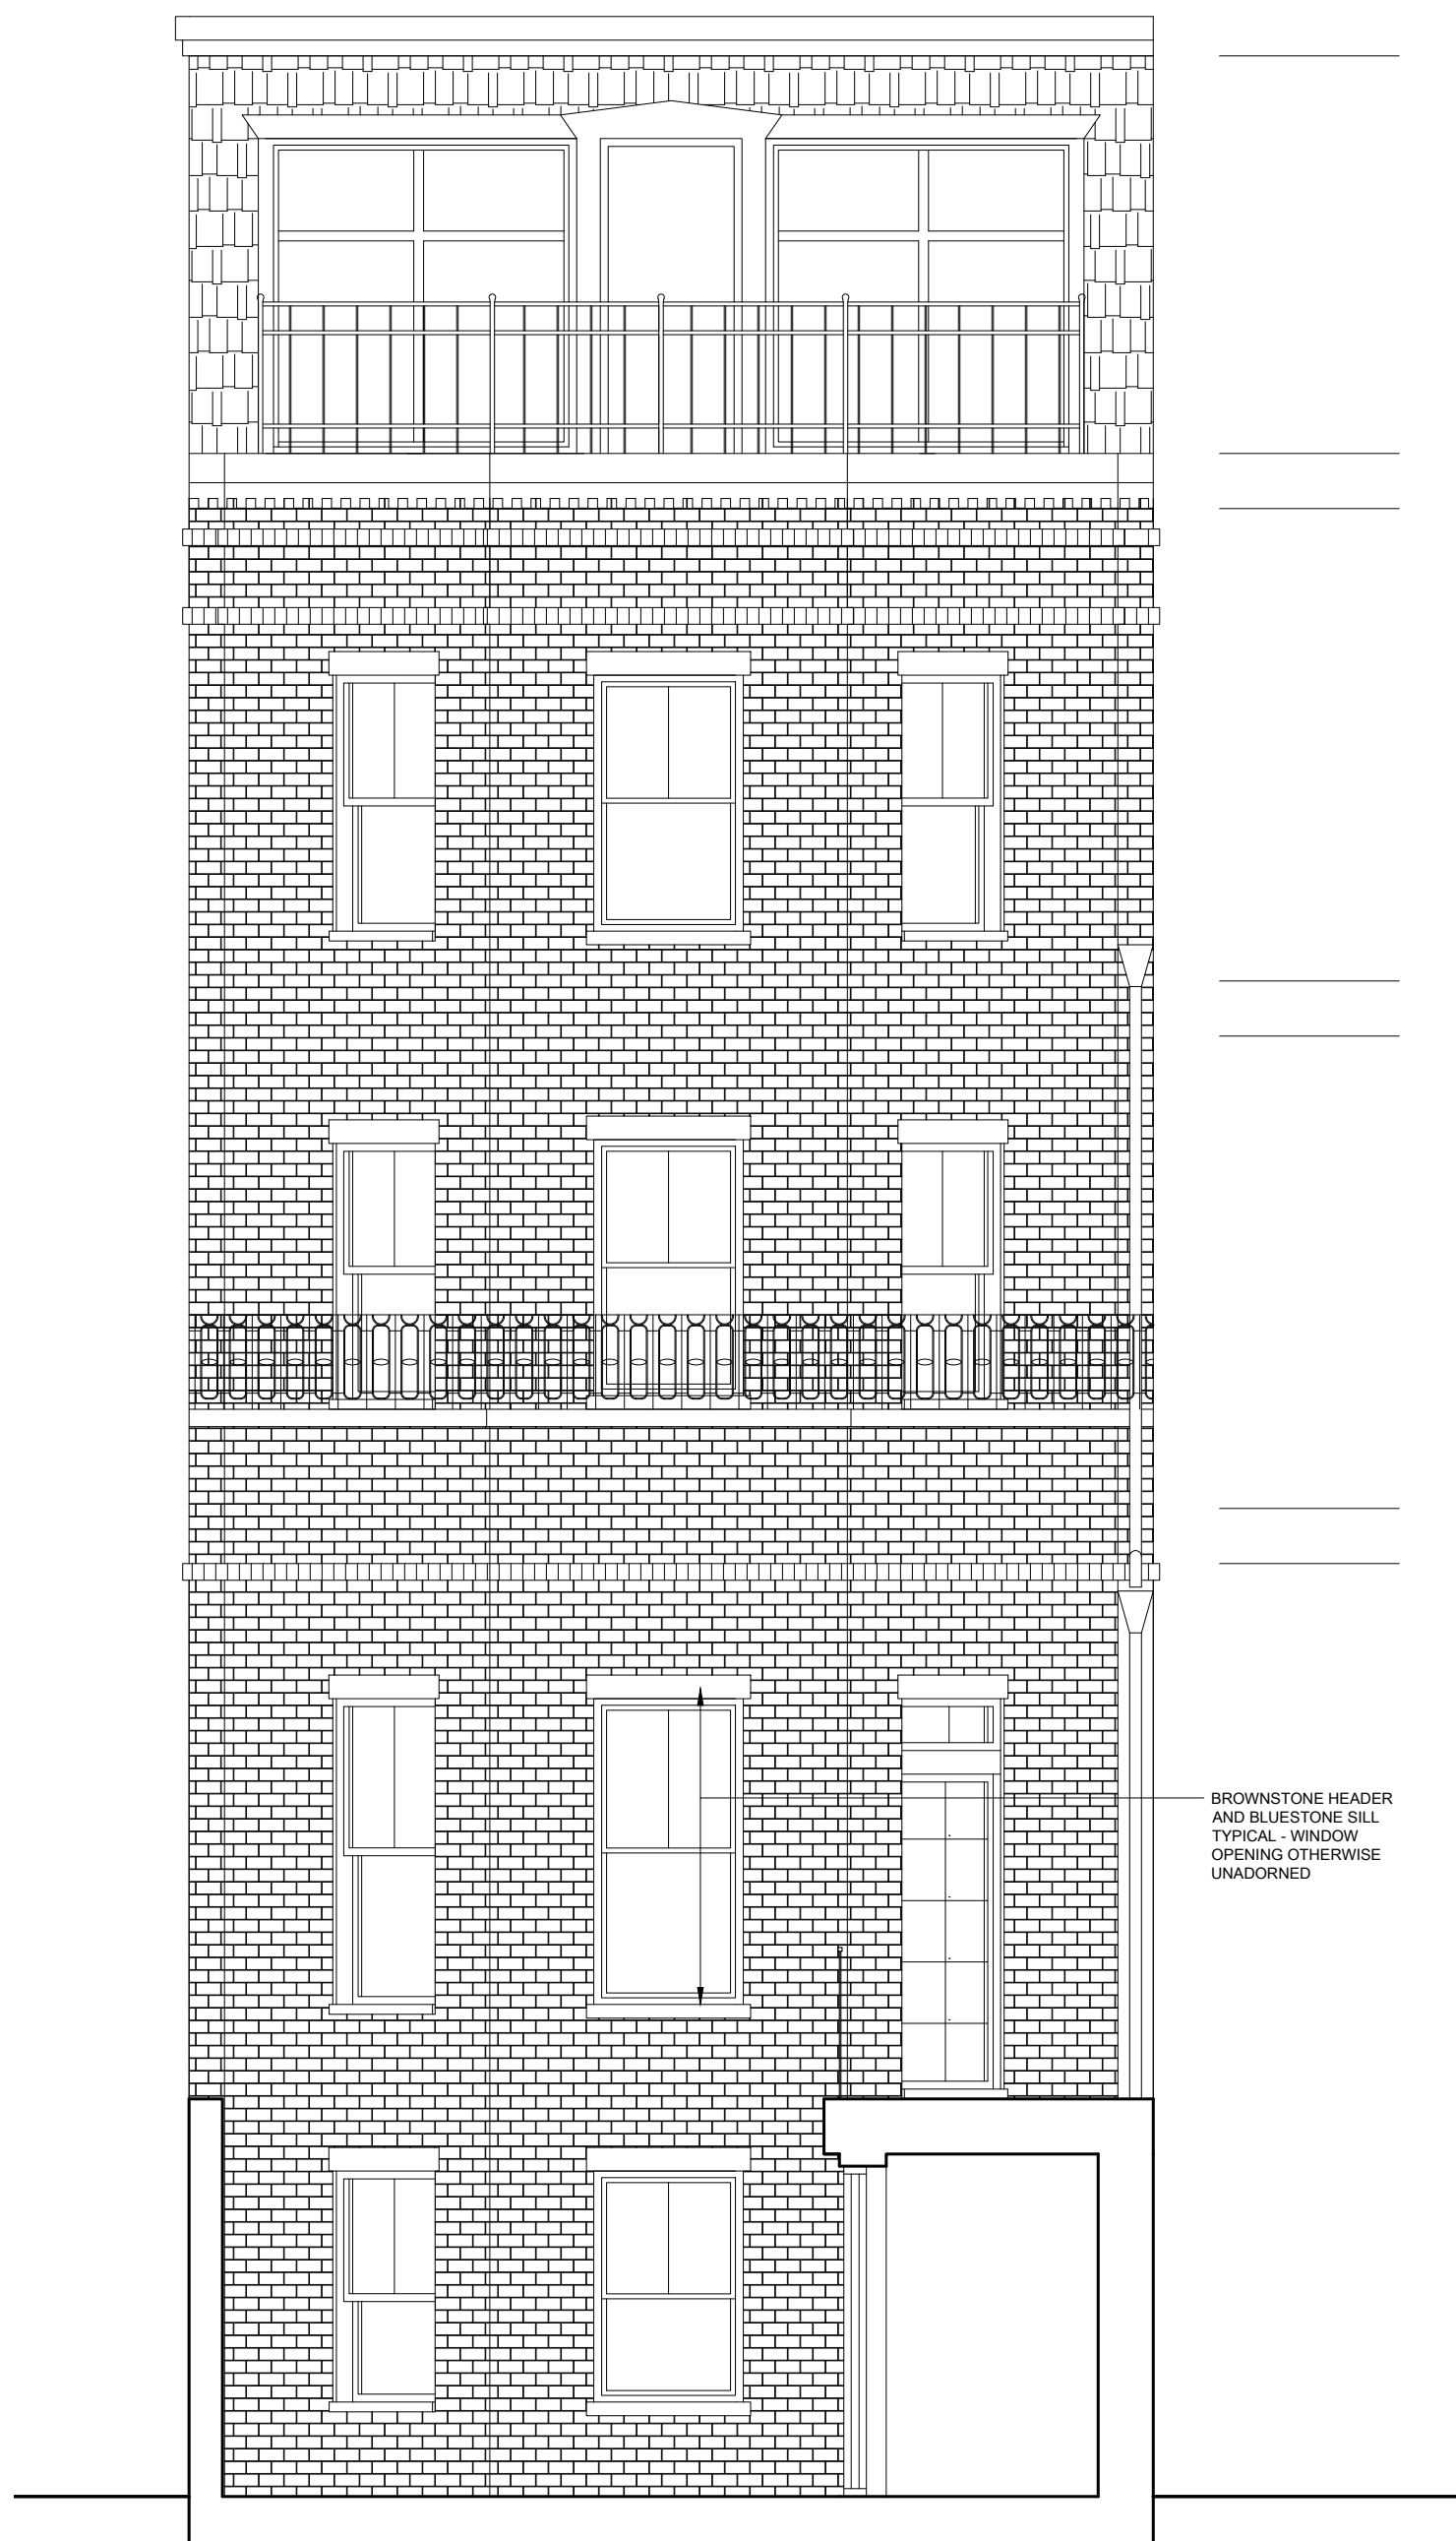 BROWNSTONE HEADER
AND BLUESTONE SILL
TYPICAL - WINDOW
OPENING OTHERWISE
UNADORNED